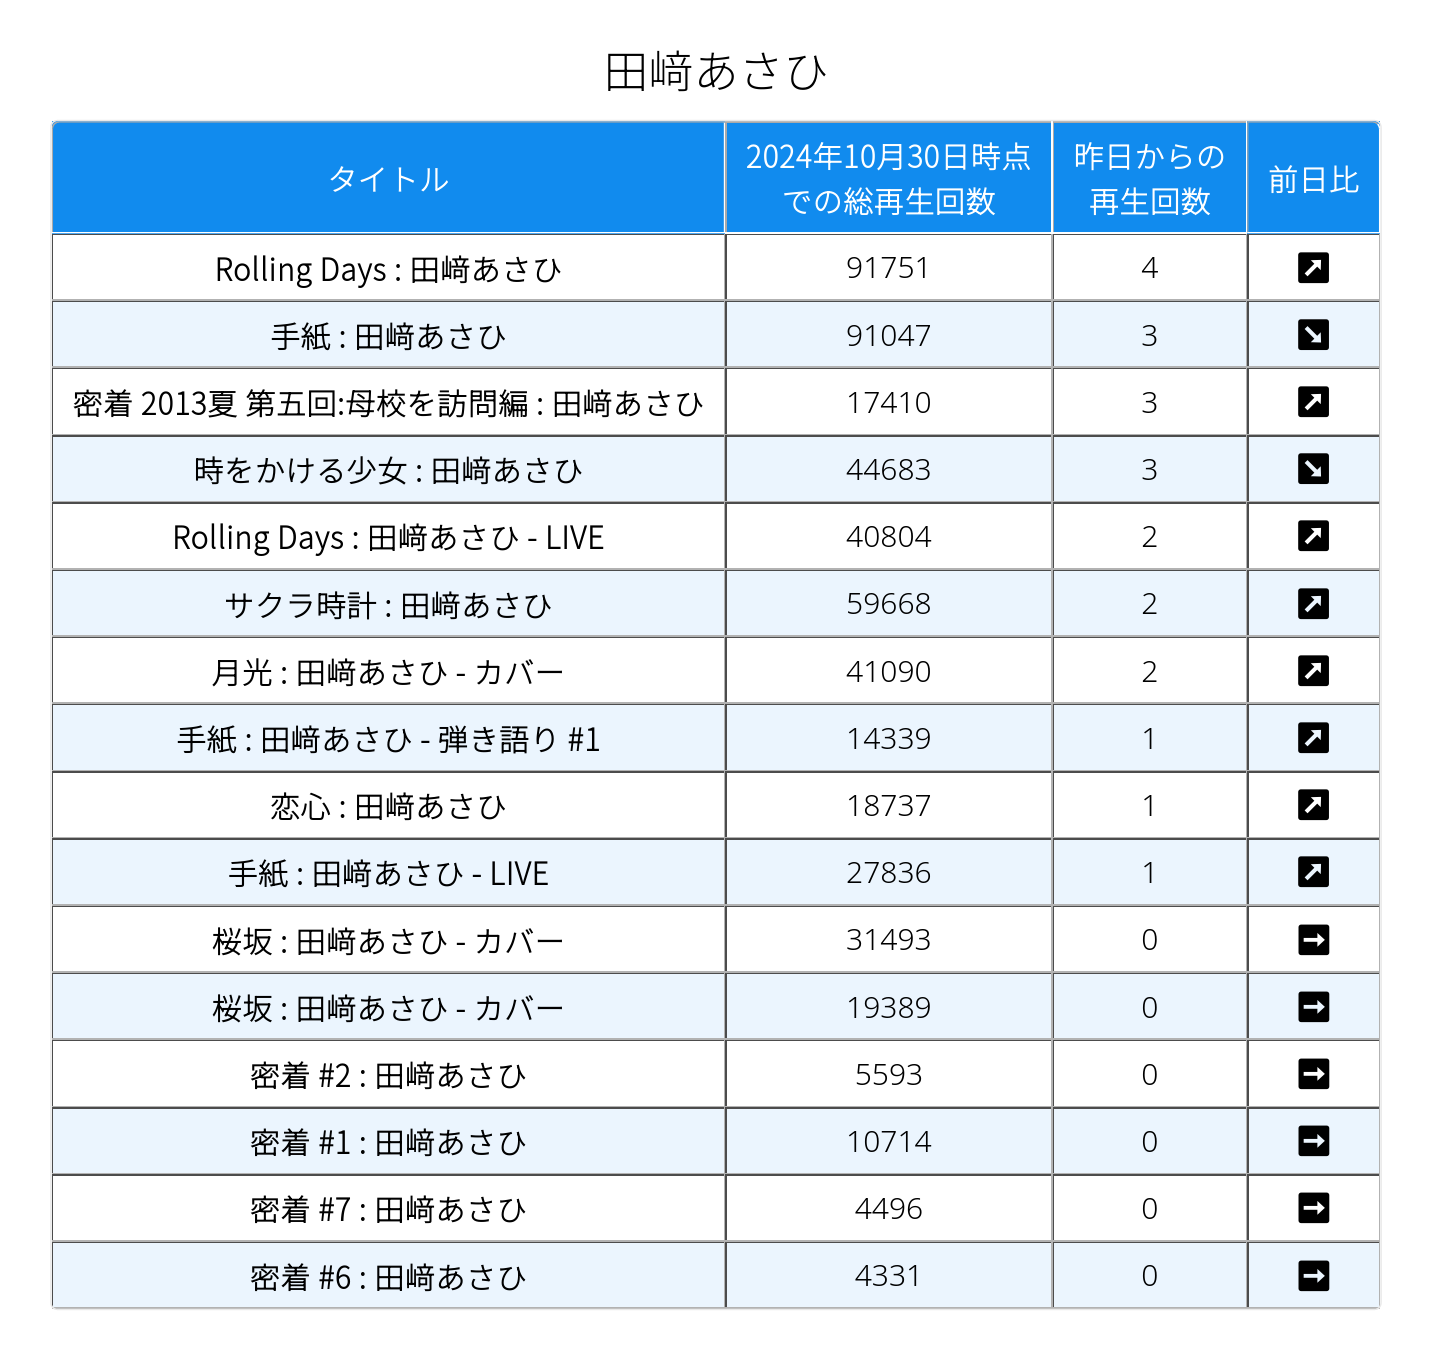 田﨑あさひ
タイトル
2024年10月30日時点
での総再生回数
昨日からの
再生回数
前日比
Rolling Days : 田﨑あさひ 91751 4 ↗
手紙 : 田﨑あさひ 91047 3 ↘
密着 2013夏 第五回:母校を訪問編 : 田﨑あさひ 17410 3 ↗
時をかける少女 : 田﨑あさひ 44683 3 ↘
Rolling Days : 田﨑あさひ - LIVE 40804 2 ↗
サクラ時計 : 田﨑あさひ 59668 2 ↗
月光 : 田﨑あさひ - カバー 41090 2 ↗
手紙 : 田﨑あさひ - 弾き語り #1 14339 1 ↗
恋心 : 田﨑あさひ 18737 1 ↗
手紙 : 田﨑あさひ - LIVE 27836 1 ↗
桜坂 : 田﨑あさひ - カバー 31493 0 →
桜坂 : 田﨑あさひ - カバー 19389 0 →
密着 #2 : 田﨑あさひ 5593 0 →
密着 #1 : 田﨑あさひ 10714 0 →
密着 #7 : 田﨑あさひ 4496 0 →
密着 #6 : 田﨑あさひ 4331 0 →